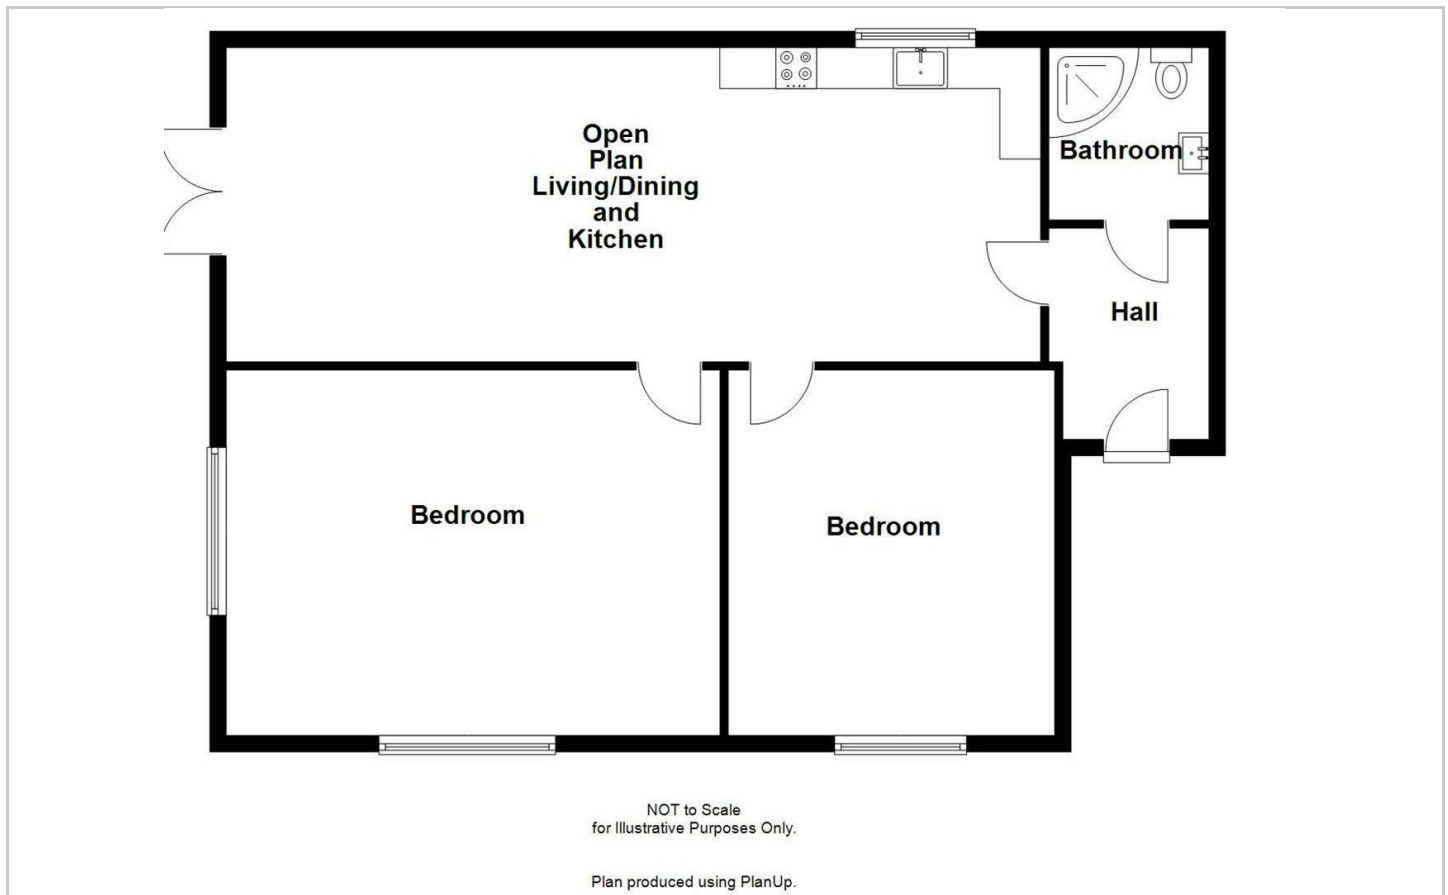 Open
Plan
Living/Dining
and
Kitchen
Bathroom
Hall
Bedroom
Bedroom
NOT to Scale
for Illustrative Purposes Only.
Plan produced using PlanUp.